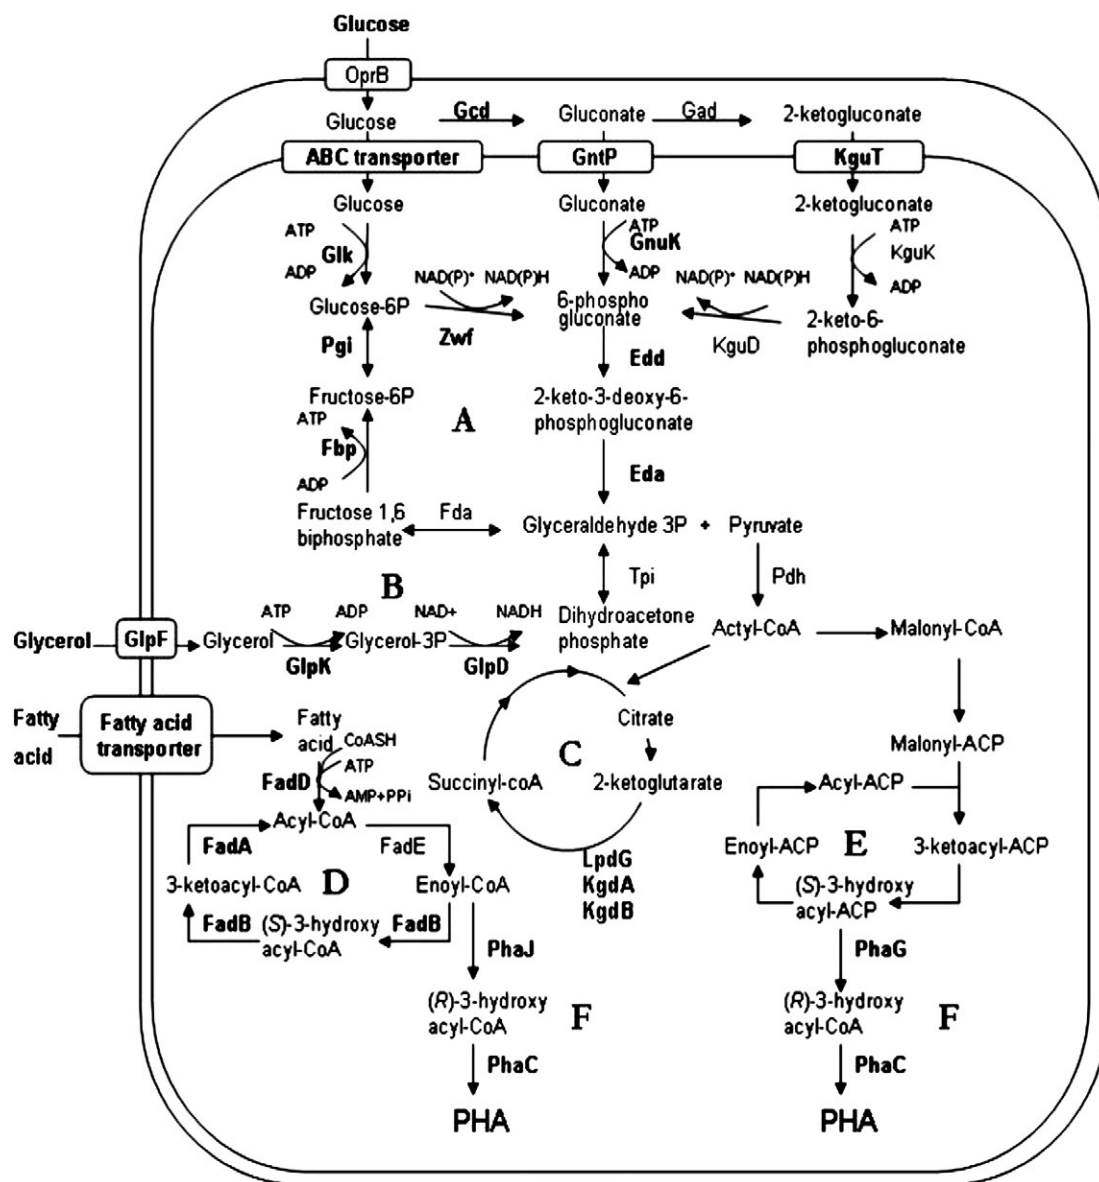 Glucose
OprB
Glucose
Gcd
Gluconate
Gad
2-ketogluconate
ABC transporter
GntP
KguT
Glucose
Gluconate
2-ketogluconate
ATP
Glk
ADP
ATP
GnuK
ADP
ATP
KguK
ADP
NAD(P)+
NAD(P)H
NAD(P)+
NAD(P)H
Glucose-6P
Zwf
6-phospho
gluconate
KguD
2-keto-6-
phosphogluconate
Pgi
Edd
Fructose-6P
A
2-keto-3-deoxy-6-
phosphogluconate
ATP
Fbp
ADP
Eda
Fructose 1,6
biphosphate
Fda
Glyceraldehyde 3P + Pyruvate
B
Tpi
Pdh
ATP
ADP
NAD+
NADH
Glycerol
GlpF
Glycerol
GlpK
Glycerol-3P
GlpD
Dihydroacetone
phosphate
Actyl-CoA
Malonyl-CoA
Fatty
acid
Fatty acid
transporter
Fatty
acid
CoASH
ATP
FadD
AMP+PPi
Citrate
C
Succinyl-coA
2-ketoglutarate
LpdG
KgdA
KgdB
Malonyl-ACP
Acyl-ACP
Acyl-CoA
FadA
FadE
Enoyl-ACP
E
3-ketoacyl-ACP
3-ketoacyl-CoA
D
Enoyl-CoA
(S)-3-hydroxy
acyl-ACP
FadB
(S)-3-hydroxy
acyl-CoA
FadB
PhaJ
PhaG
(R)-3-hydroxy
acyl-CoA
F
(R)-3-hydroxy
acyl-CoA
F
PhaC
PhaC
PHA
PHA